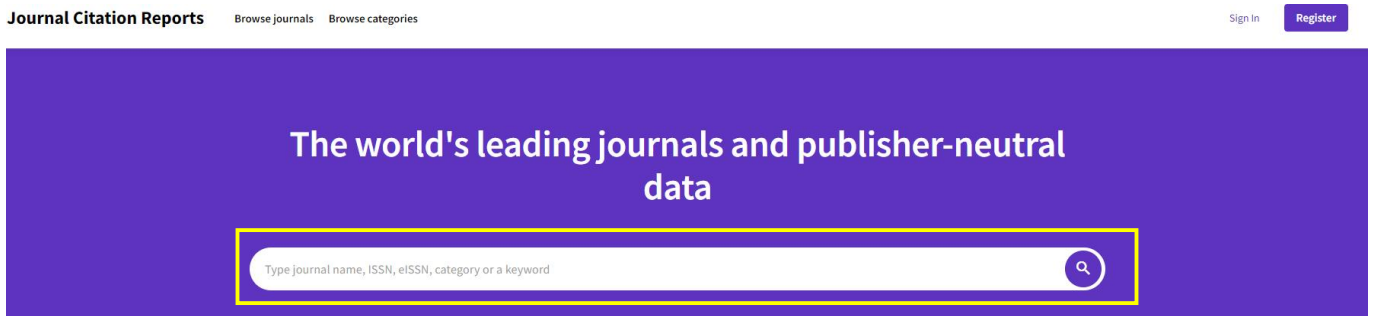 Journal Citation Reports Browse journals Browse categories Sign In Register
The world's leading journals and publisher-neutral
data
Type journal name, ISSN, eISSN, category or a keyword